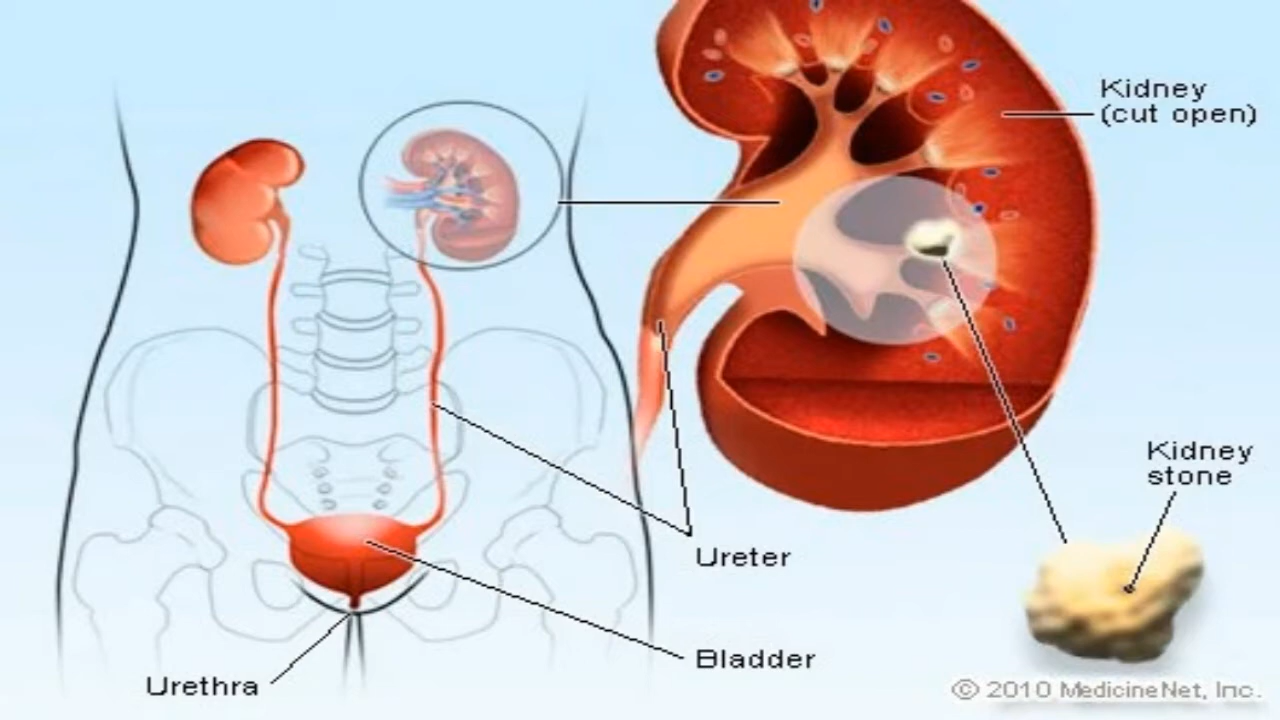 Kidney
(cut open)
Kidney
stone
Ureter
Bladder
Urethra
© 2010 MedicineNet, Inc.